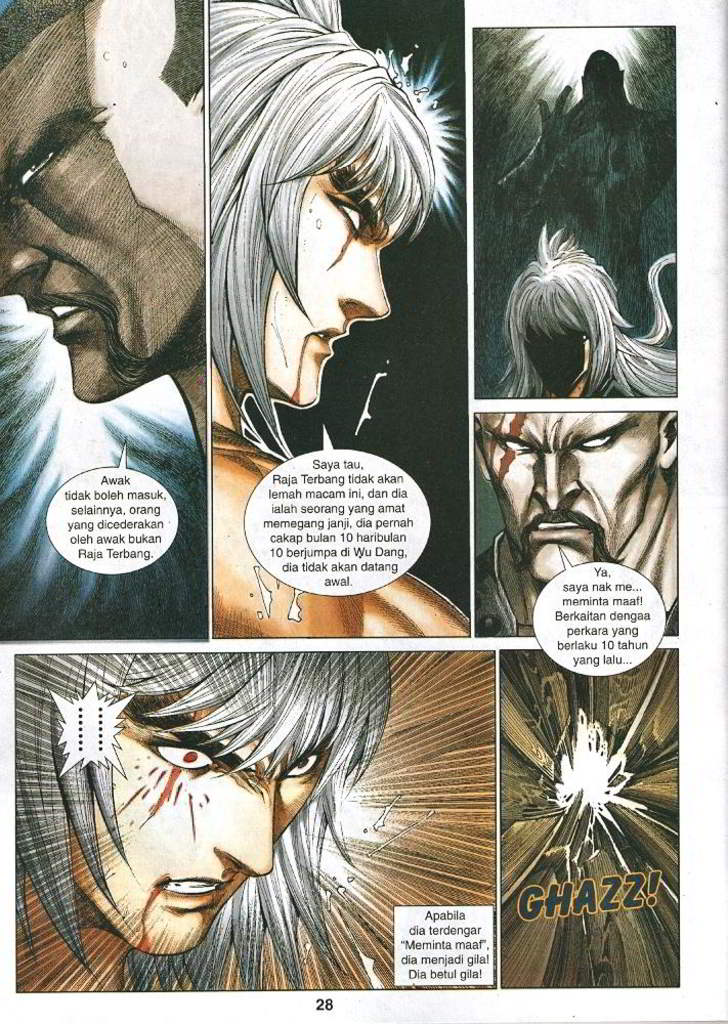 Awak
tidak boleh masuk,
selainnya, orang
yang dicederakan
oleh awak bukan
Raja Terbang.
Saya tau,
Raja Terbang tidak akan
lemah macam ini, dan dia
ialah seorang yang amat
memegang janji, dia pernah
cakap bulan 10 haribulan
10 berjumpa di Wu Dang,
dia tidak akan datang
awal.
Ya,
saya nak me...
meminta maaf!
Berkaitan dengaa
perkara yang
berlaku 10 tahun
yang lalu...
Apabila
dia terdengar
"Meminta maaf",
dia menjadi gila!
Dia betul gila!
GHAZZ!
28